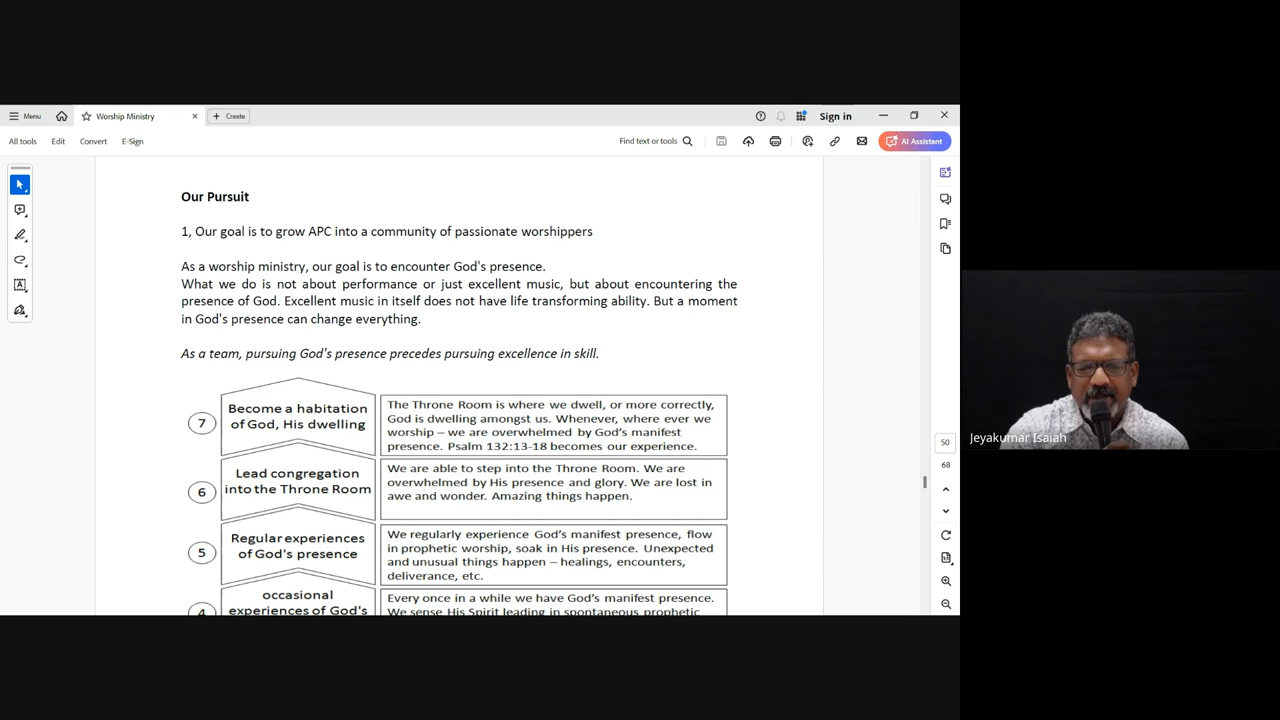 Menu
Worship Ministry
Create
Sign in
All tools
Edit
Convert
E-Sign
Find text or tools
AI Assistant
Our Pursuit
1, Our goal is to grow APC into a community of passionate worshippers
As a worship ministry, our goal is to encounter God's presence.
What we do is not about performance or just excellent music, but about encountering the
presence of God. Excellent music in itself does not have life transforming ability. But a moment
in God's presence can change everything.
As a team, pursuing God's presence precedes pursuing excellence in skill.
7
Become a habitation
of God, His dwelling
The Throne Room is where we dwell, or more correctly,
God is dwelling amongst us. Whenever, where ever we
worship – we are overwhelmed by God's manifest
presence. Psalm 132:13-18 becomes our experience.
6
Lead congregation
into the Throne Room
We are able to step into the Throne Room. We are
overwhelmed by His presence and glory. We are lost in
awe and wonder. Amazing things happen.
5
Regular experiences
of God's presence
We regularly experience God's manifest presence, flow
in prophetic worship, soak in His presence. Unexpected
and unusual things happen – healings, encounters,
deliverance, etc.
4
occasional
experiences of God's
Every once in a while we have God's manifest presence.
We sense His Spirit leading in spontaneous prophetic
50
68
Jeyakumar Isaiah